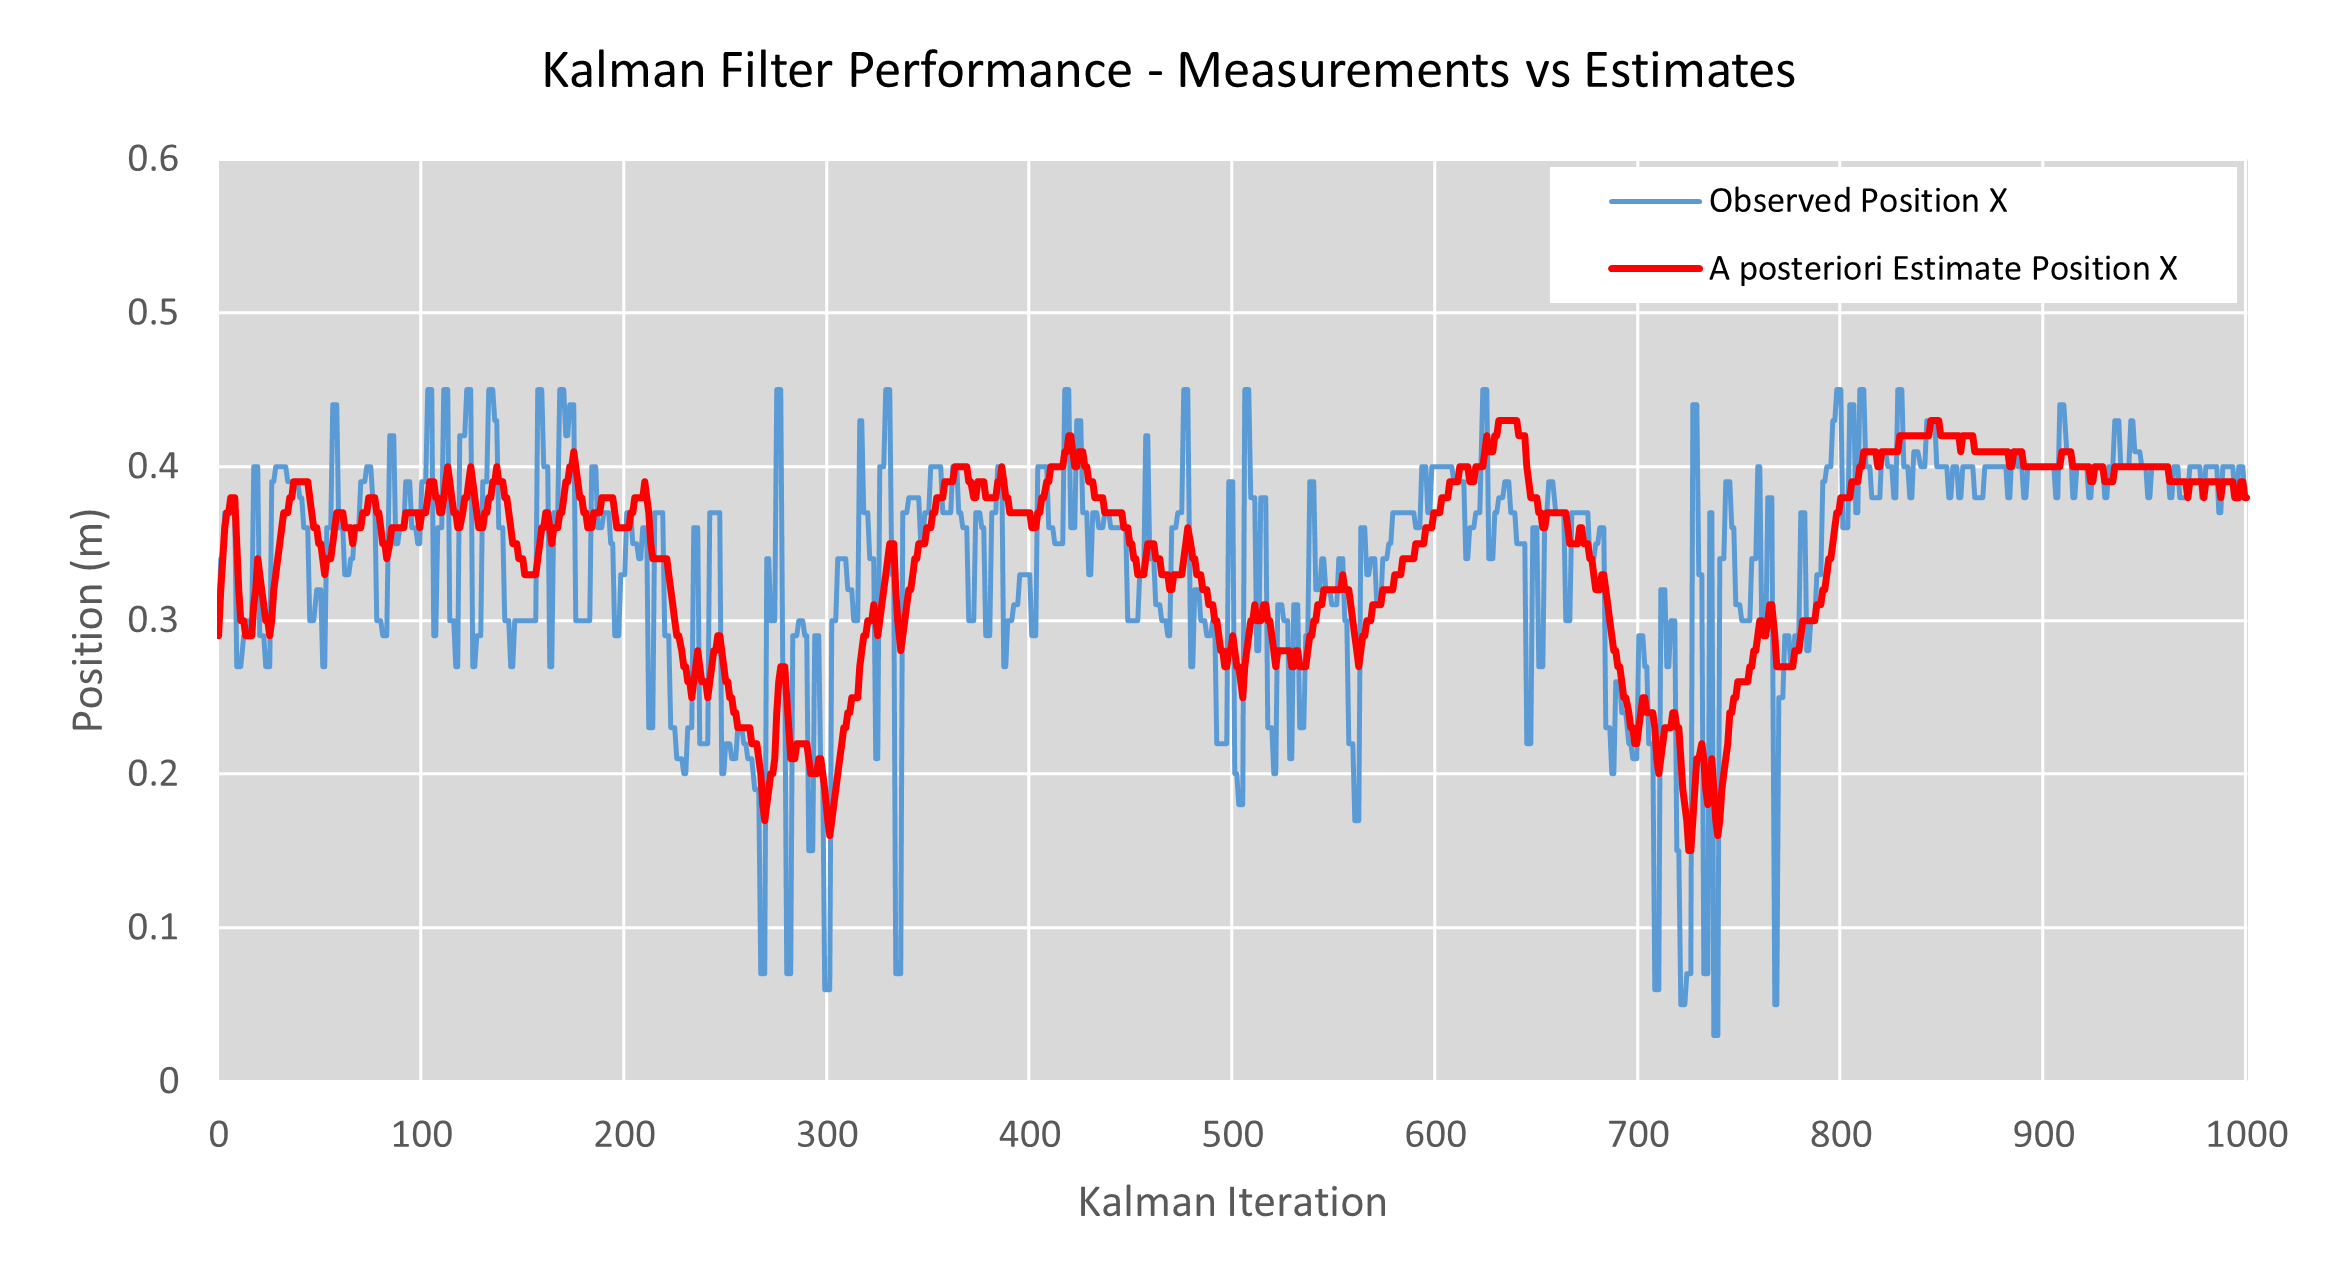 Kalman Filter Performance - Measurements vs Estimates
0.6
0.5
0.4
0.3
0.2
0.1
0
Position (m)
Observed Position X
A posteriori Estimate Position X
0 100 200 300 400 500 600 700 800 900 1000
Kalman Iteration